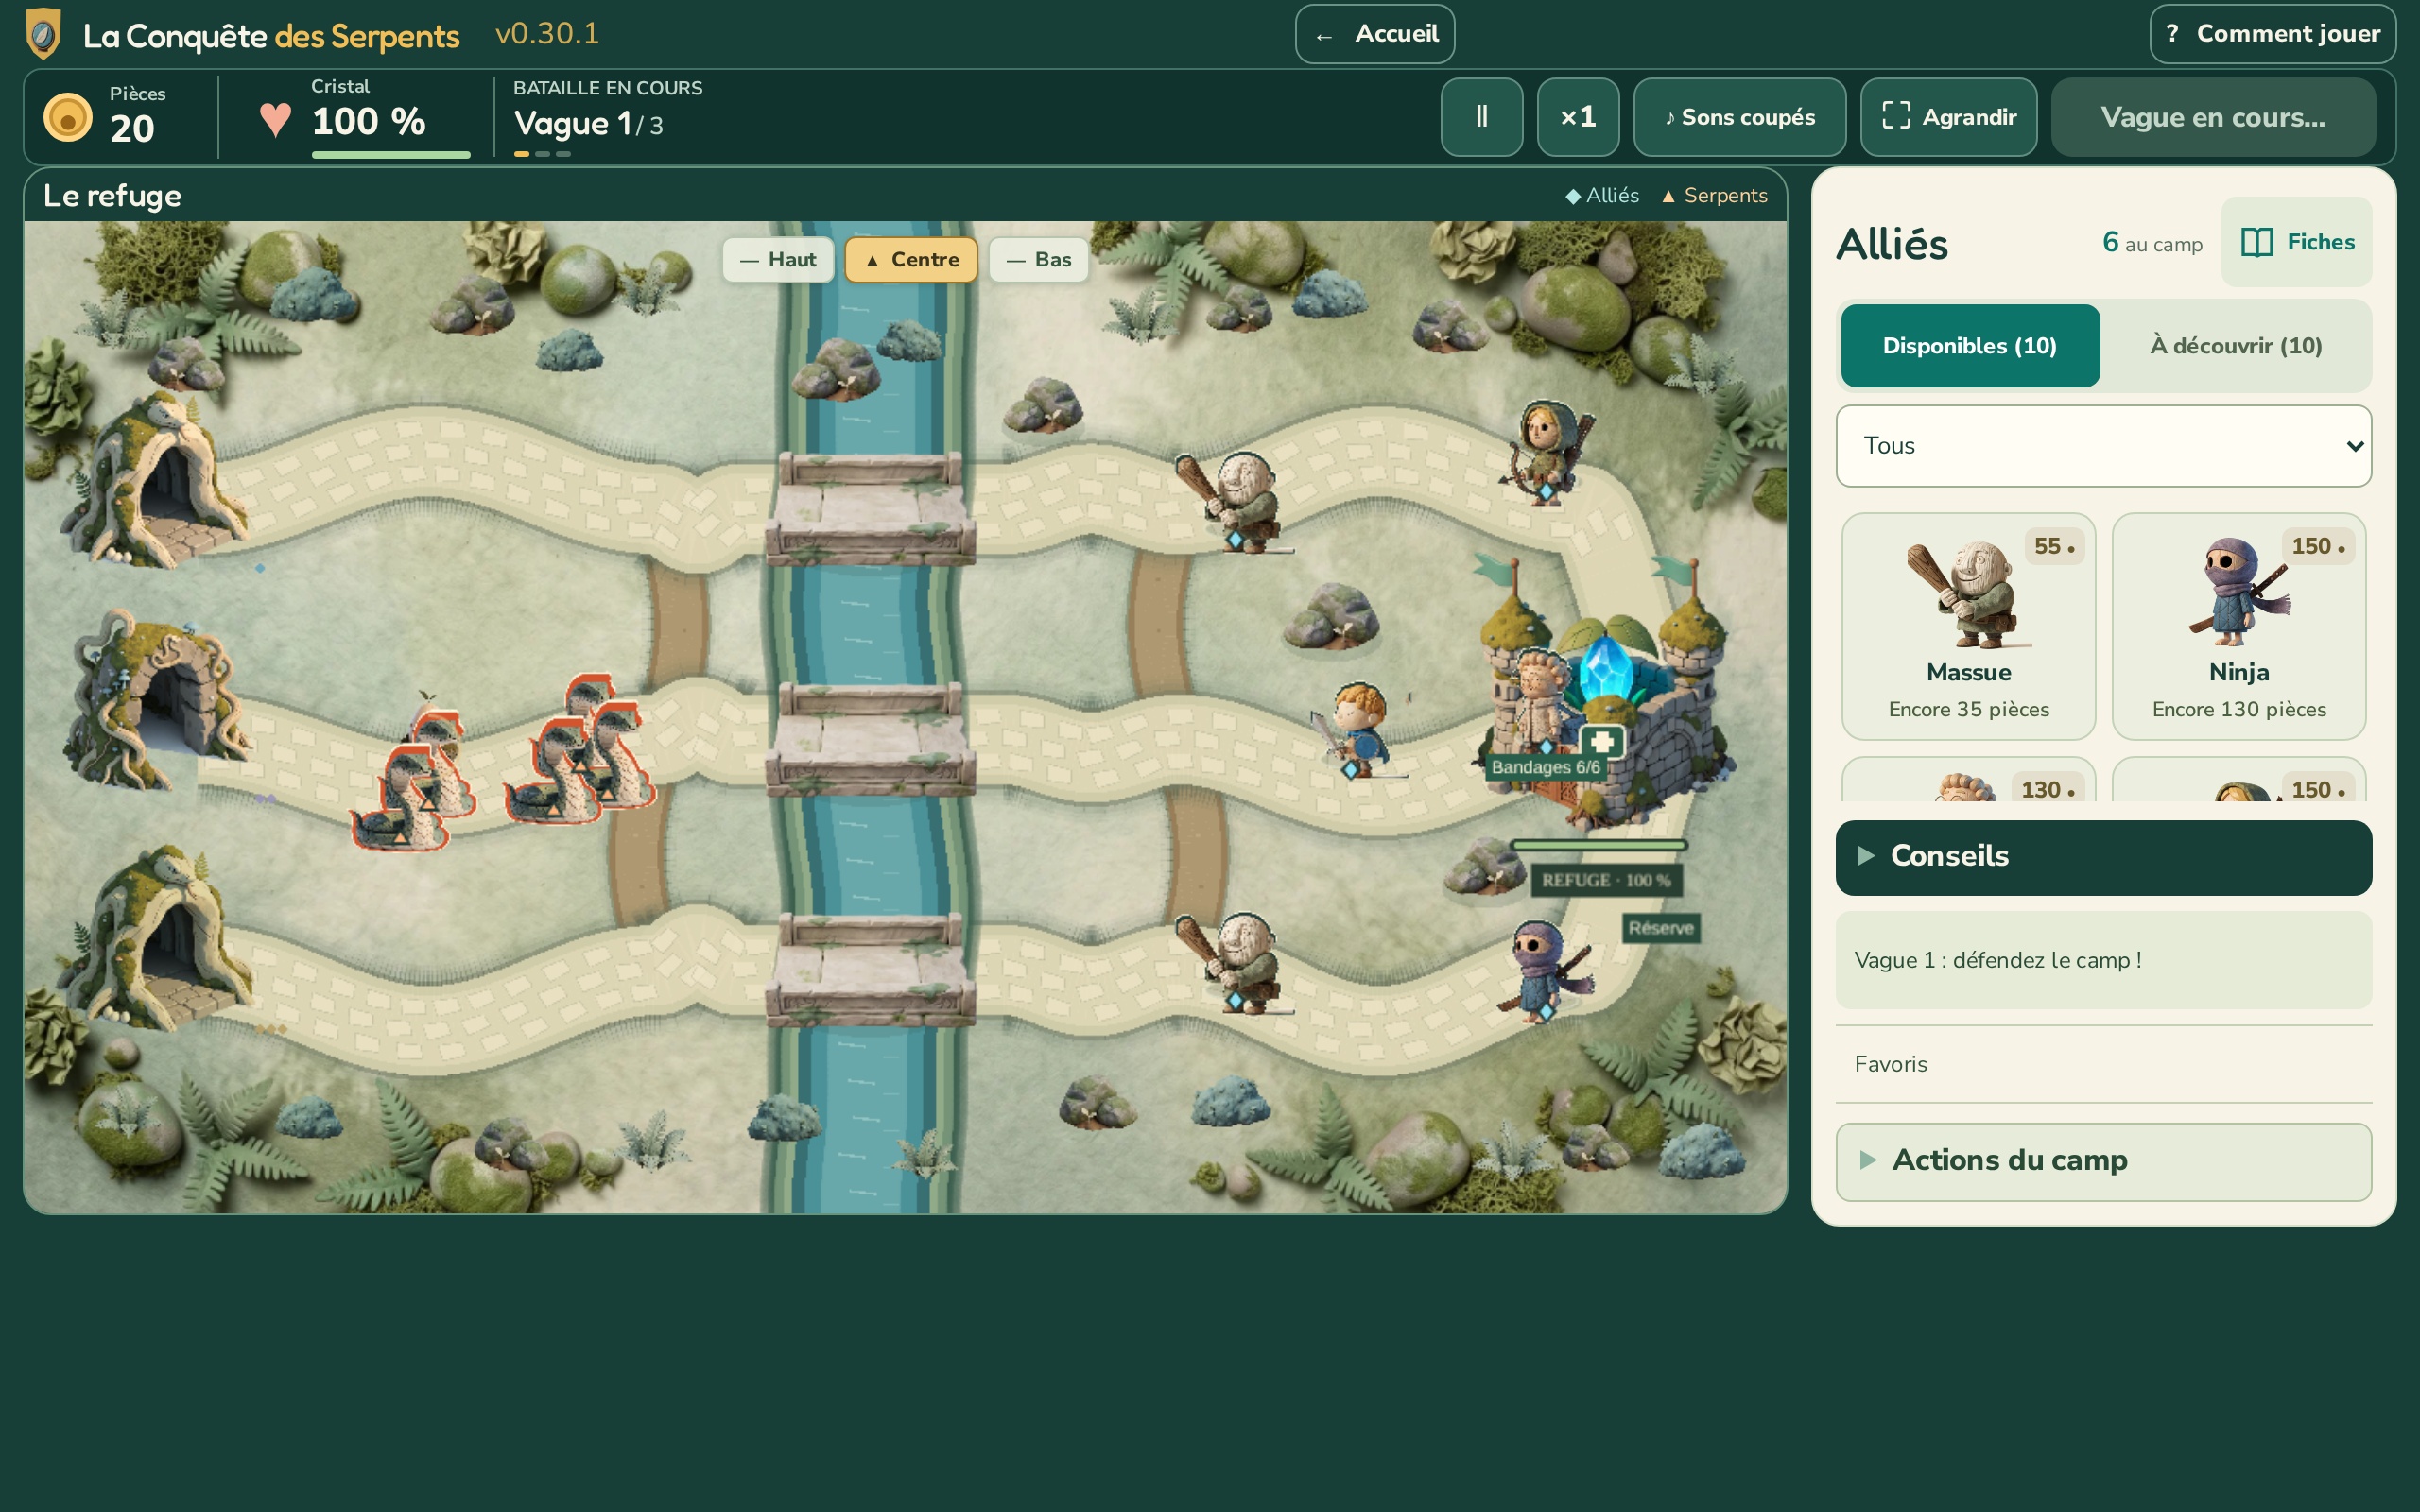 La Conquête des Serpents v0.30.1
← Accueil
? Comment jouer
Pièces
20
Cristal
100 %
BATAILLE EN COURS
Vague 1 / 3
×1
♪ Sons coupés
Agrandir
Vague en cours...
Le refuge
◆ Alliés ▲ Serpents
— Haut
▲ Centre
— Bas
Bandages 6/6
REFUGE · 100 %
Réserve
Alliés
6 au camp
Fiches
Disponibles (10)
À découvrir (10)
Tous
55 •
Massue
Encore 35 pièces
150 •
Ninja
Encore 130 pièces
130 •
150 •
Conseils
Vague 1 : défendez le camp !
Favoris
Actions du camp